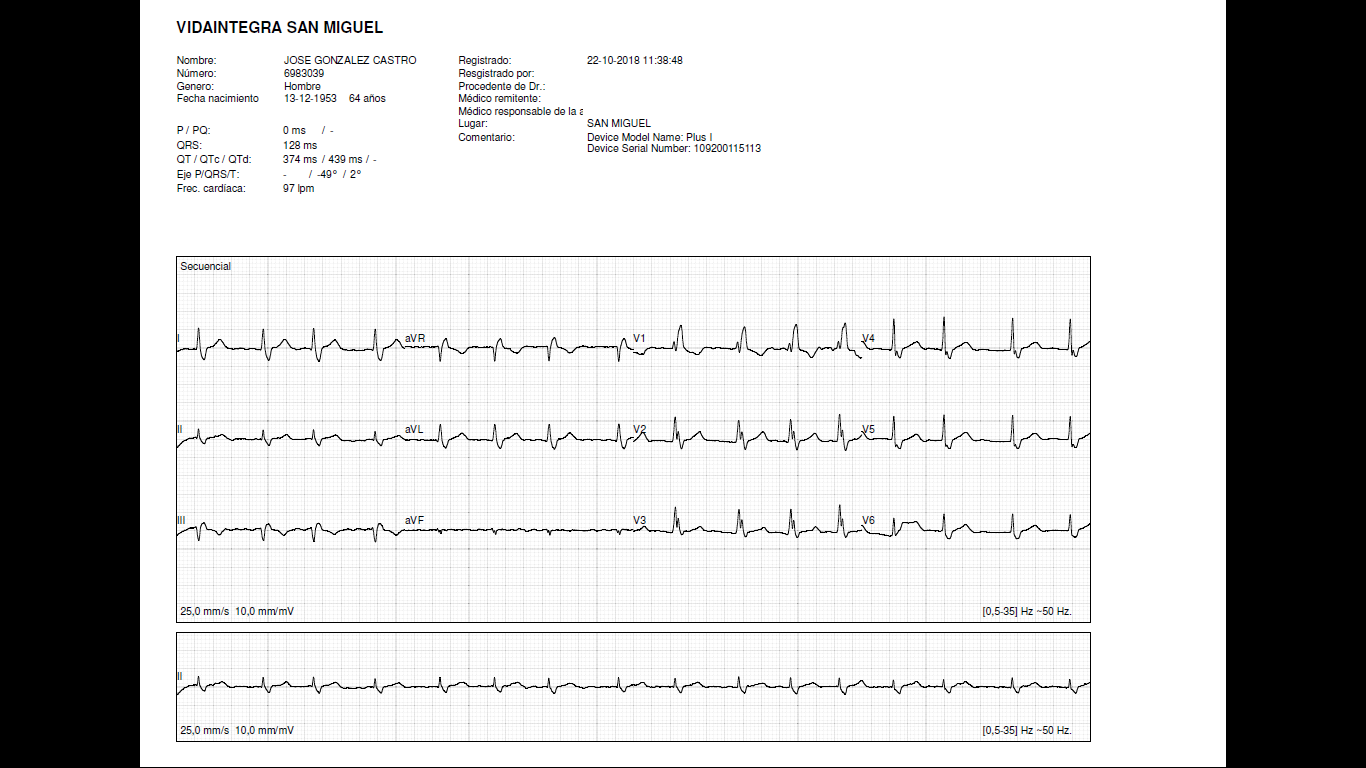 VIDAINTEGRA SAN MIGUEL
Nombre: JOSE GONZALEZ CASTRO
Número: 6983039
Genero: Hombre
Fecha nacimiento 13-12-1953 64 años
P / PQ: 0 ms / -
QRS: 128 ms
QT / QTc / QTd: 374 ms / 439 ms / -
Eje P/QRS/T: - / -49° / 2°
Frec. cardíaca: 97 lpm
Registrado: 22-10-2018 11:38:48
Resgistrado por:
Procedente de Dr.:
Médico remitente:
Médico responsable de la a
Lugar: SAN MIGUEL
Comentario: Device Model Name: Plus I
Device Serial Number: 109200115113
Secuencial
I aVR V1 V4
II aVL V2 V5
III aVF V3 V6
25,0 mm/s 10,0 mm/mV [0,5-35] Hz ~50 Hz.
II
25,0 mm/s 10,0 mm/mV [0,5-35] Hz ~50 Hz.